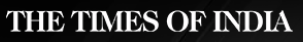 THE TIMES OF INDIA